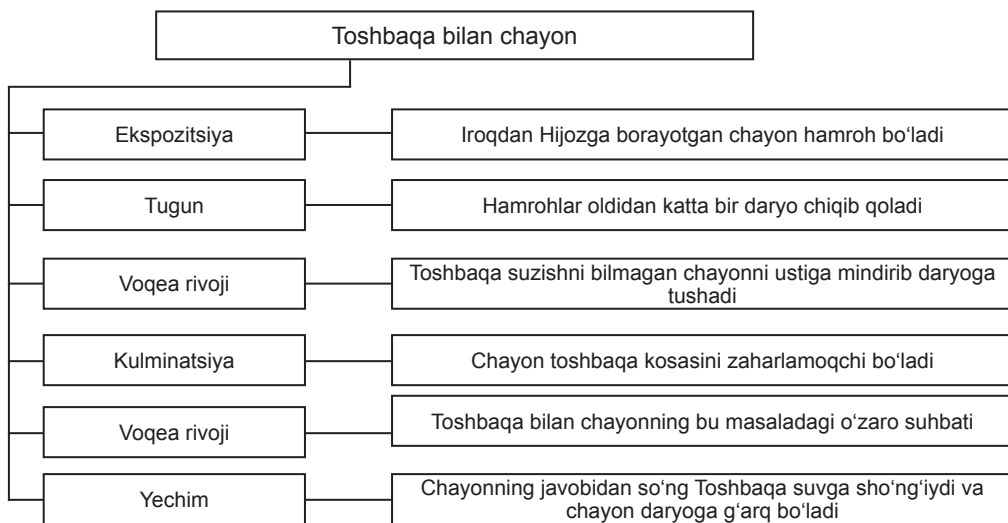 Toshbaqa bilan chayon
Ekspozitsiya
Iroqdan Hijozga borayotgan chayon hamroh bo‘ladi
Tugun
Hamrohlar oldidan katta bir daryo chiqib qoladi
Voqea rivoji
Toshbaqa suzishni bilmagan chayonni ustiga mindirib daryoga
tushadi
Kulminatsiya
Chayon toshbaqa kosasini zaharlamoqchi bo‘ladi
Voqea rivoji
Toshbaqa bilan chayonning bu masaladagi o’zaro suhbati
Yechim
Chayonning javobidan so‘ng Toshbaqa suvga sho‘ng‘iydi va
chayon daryoga g‘arq bo‘ladi